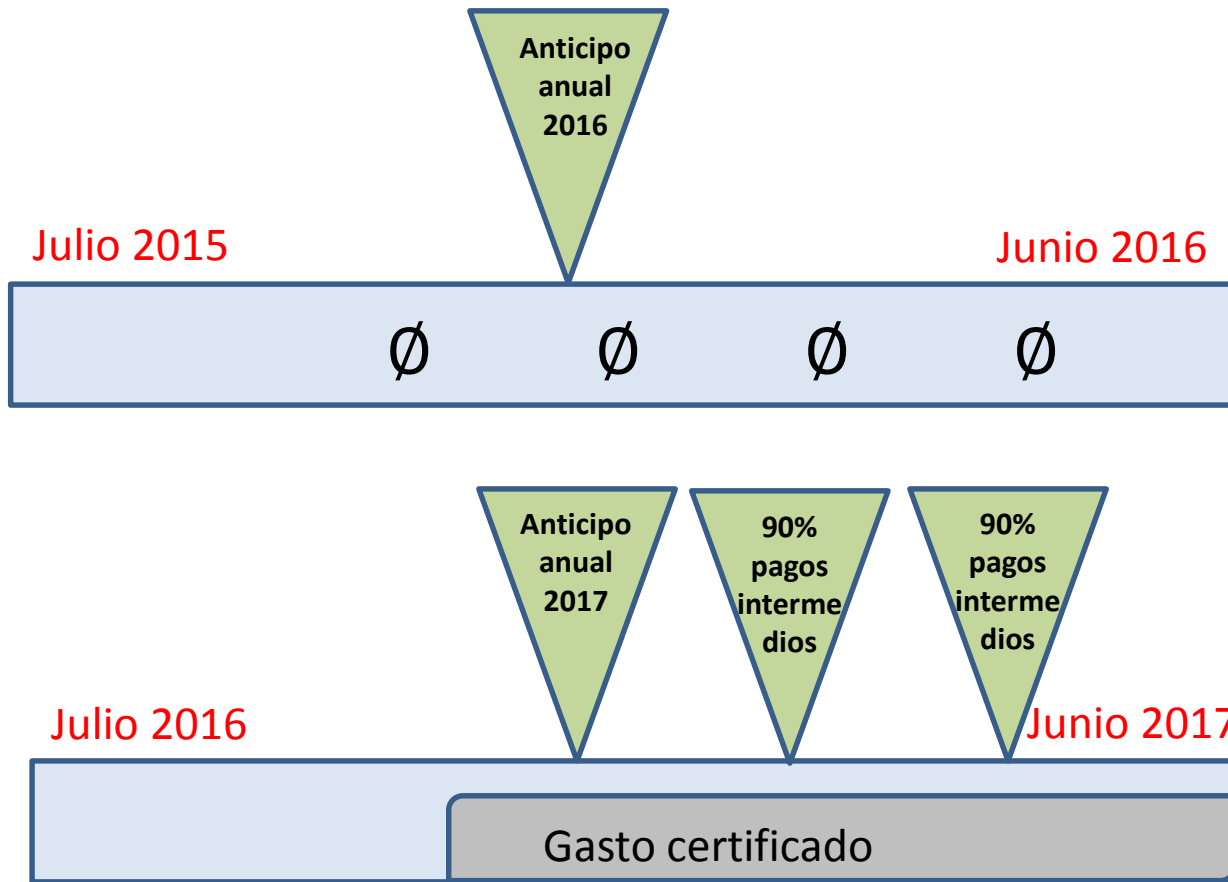 Anticipo
anual
2016
Julio 2015
Junio 2016
Ø Ø Ø Ø
Anticipo
anual
2017
90%
pagos
interme
dios
90%
pagos
interme
dios
Julio 2016
Junio 2017
Gasto certificado